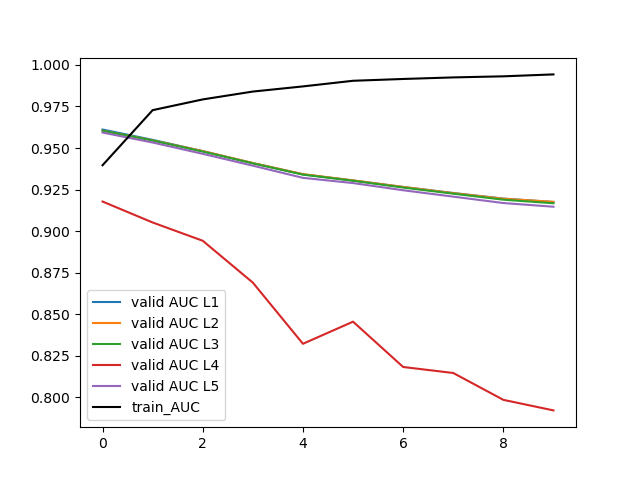 1.000
0.975
0.950
0.925
0.900
0.875
0.850
0.825
0.800
valid AUC L1
valid AUC L2
valid AUC L3
valid AUC L4
valid AUC L5
train_AUC
0 2 4 6 8